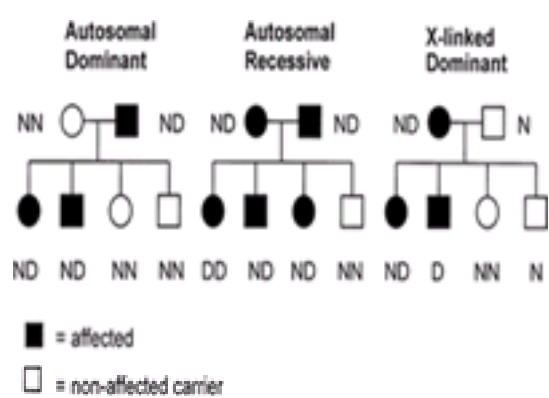 Autosomal
Dominant
Autosomal
Recessive
X-linked
Dominant
NN ND ND ND ND N
ND ND NN NN DD ND ND NN ND D NN N
= affected
= non-affected carrier